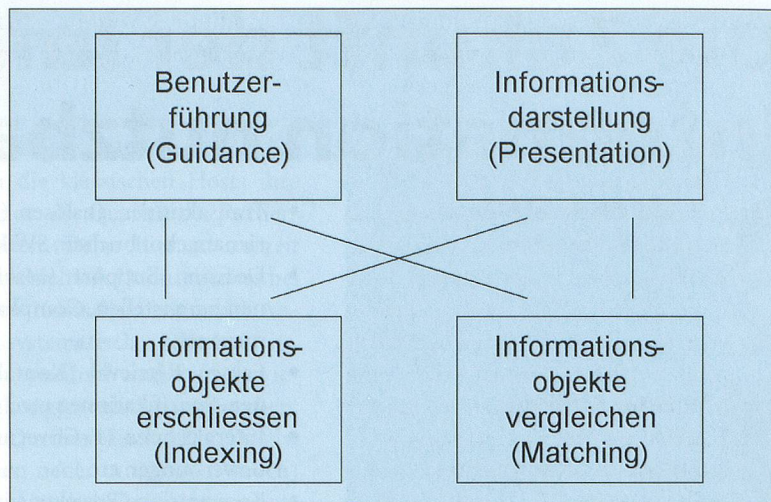 Benutzer-
führung
(Guidance)
Informations-
darstellung
(Presentation)
Informations-
objekte
erschliessen
(Indexing)
Informations-
objekte
vergleichen
(Matching)